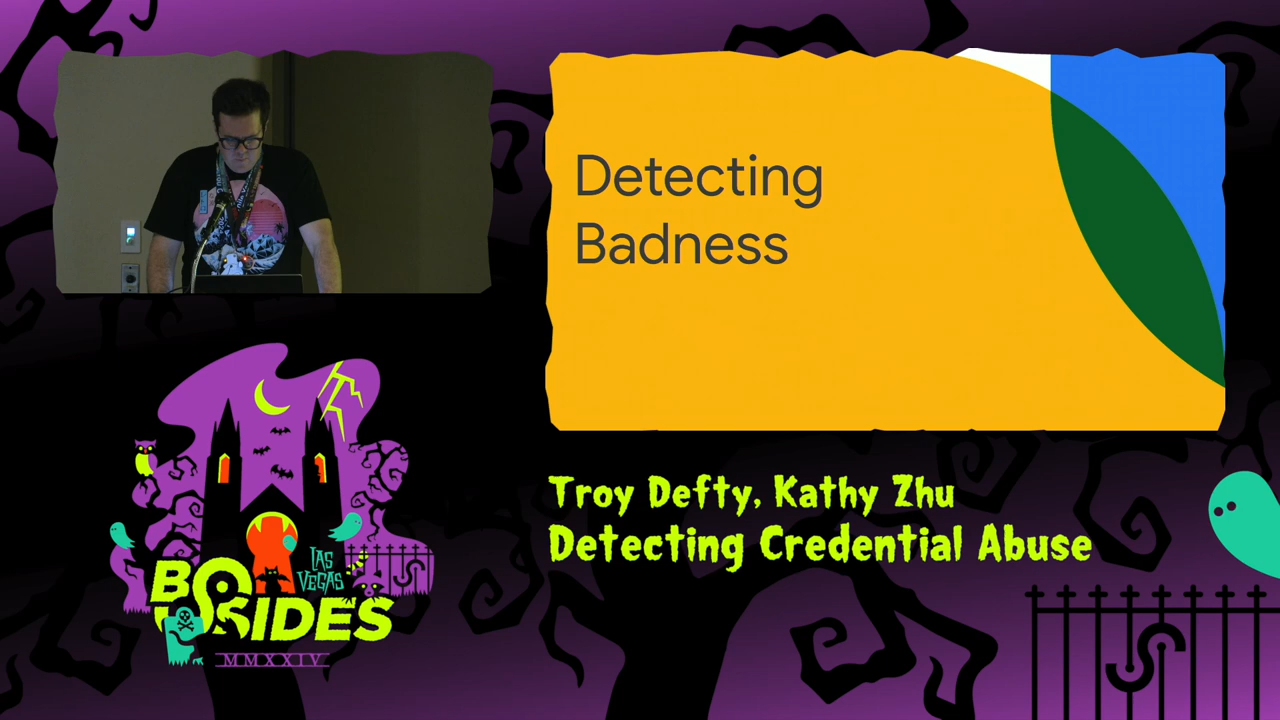 Detecting
Badness
Troy Defty, Kathy Zhu
Detecting Credential Abuse
LAS
VEGAS
BSIDES
MMXXIV